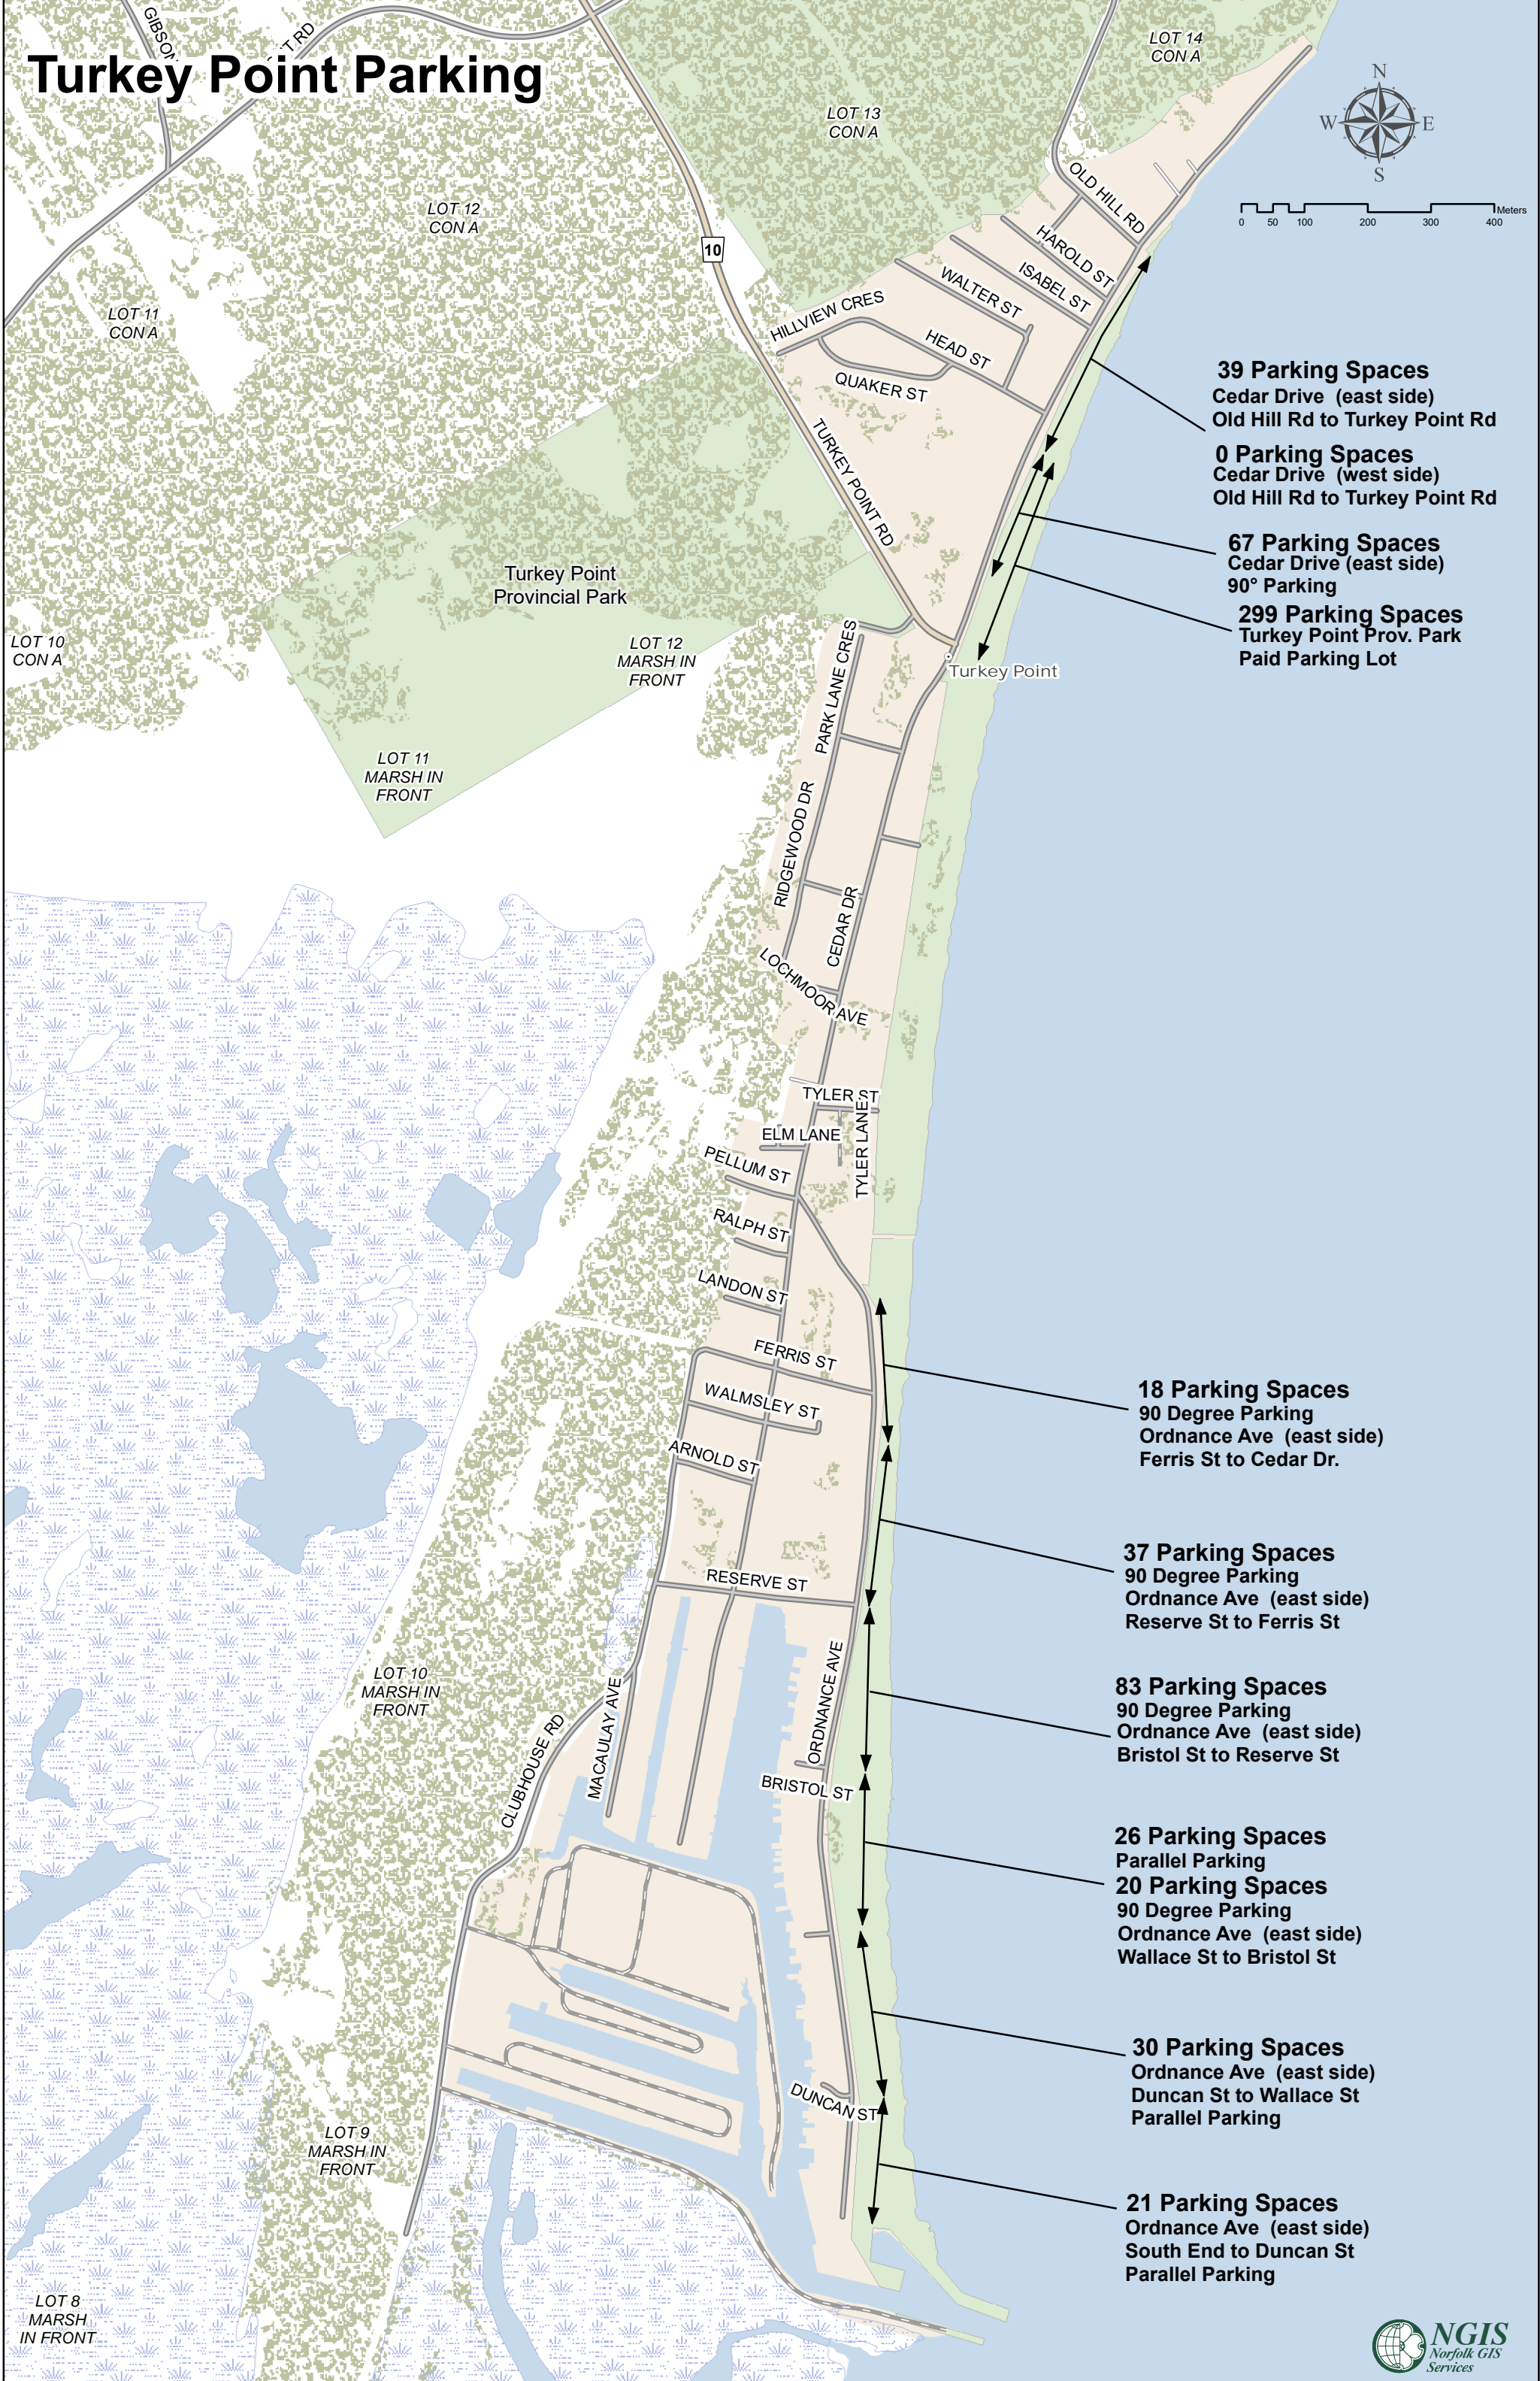 Turkey Point Parking
GIBSON
T RD
LOT 14
CON A
LOT 13
CON A
N
W
E
S
Meters
0 50 100 200 300 400
LOT 12
CON A
10
OLD HILL RD
HAROLD ST
ISABEL ST
WALTER ST
HILLVIEW CRES
HEAD ST
QUAKER ST
LOT 11
CON A
39 Parking Spaces
Cedar Drive (east side)
Old Hill Rd to Turkey Point Rd
0 Parking Spaces
Cedar Drive (west side)
Old Hill Rd to Turkey Point Rd
TURKEY POINT RD
67 Parking Spaces
Cedar Drive (east side)
90° Parking
299 Parking Spaces
Turkey Point Prov. Park
Paid Parking Lot
Turkey Point
Provincial Park
LOT 10
CON A
LOT 12
MARSH IN
FRONT
Turkey Point
PARK LANE CRES
LOT 11
MARSH IN
FRONT
RIDGEWOOD DR
CEDAR DR
LOCHMOOR AVE
TYLER ST
TYLER LANE
ELM LANE
PELLUM ST
RALPH ST
LANDON ST
FERRIS ST
WALMSLEY ST
ARNOLD ST
18 Parking Spaces
90 Degree Parking
Ordnance Ave (east side)
Ferris St to Cedar Dr.
37 Parking Spaces
90 Degree Parking
Ordnance Ave (east side)
Reserve St to Ferris St
RESERVE ST
LOT 10
MARSH IN
FRONT
MACAULAY AVE
ORDNANCE AVE
CLUBHOUSE RD
83 Parking Spaces
90 Degree Parking
Ordnance Ave (east side)
Bristol St to Reserve St
BRISTOL ST
26 Parking Spaces
Parallel Parking
20 Parking Spaces
90 Degree Parking
Ordnance Ave (east side)
Wallace St to Bristol St
30 Parking Spaces
Ordnance Ave (east side)
Duncan St to Wallace St
Parallel Parking
DUNCAN ST
LOT 9
MARSH IN
FRONT
21 Parking Spaces
Ordnance Ave (east side)
South End to Duncan St
Parallel Parking
LOT 8
MARSH
IN FRONT
NGIS
Norfolk GIS
Services